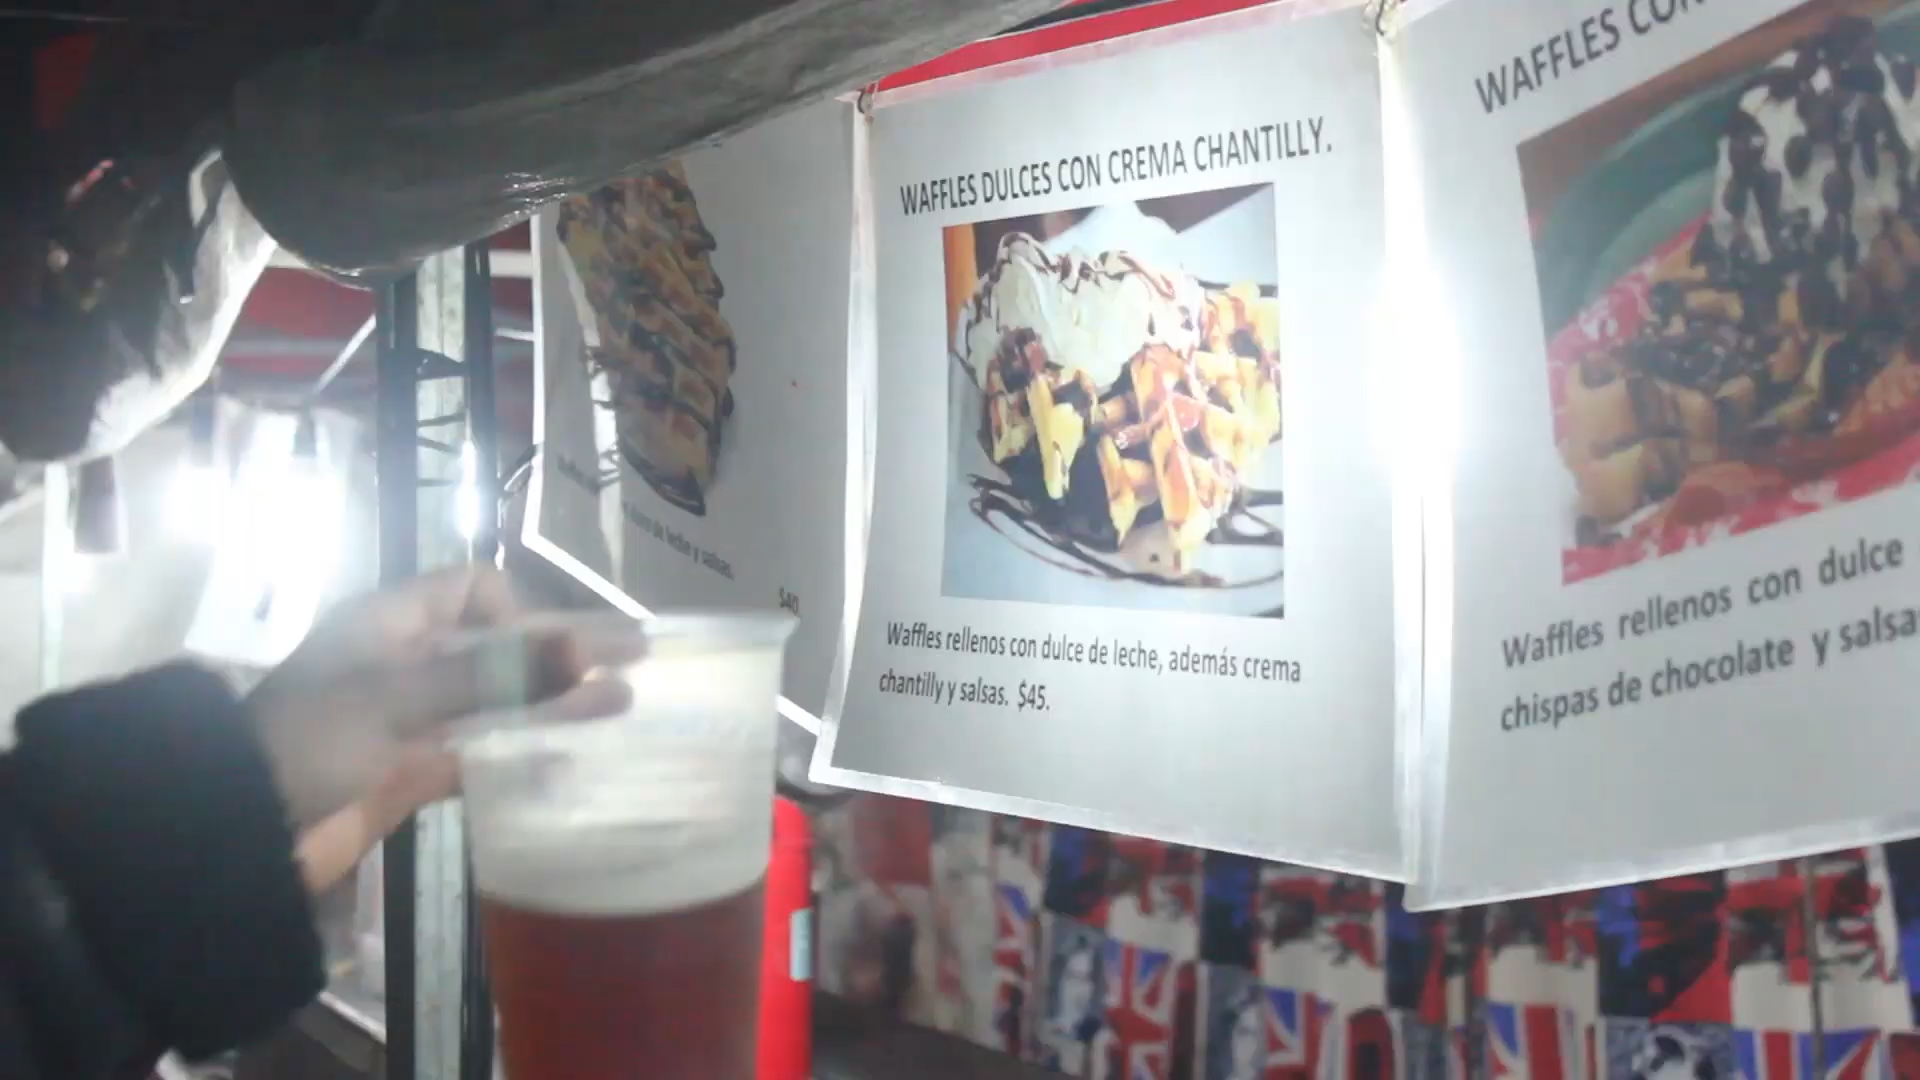 de leche y salsas.
$40.
WAFFLES DULCES CON CREMA CHANTILLY.
Waffles rellenos con dulce de leche, además crema
chantilly y salsas. $45.
WAFFLES CON
Waffles rellenos con dulce
chispas de chocolate y salsa